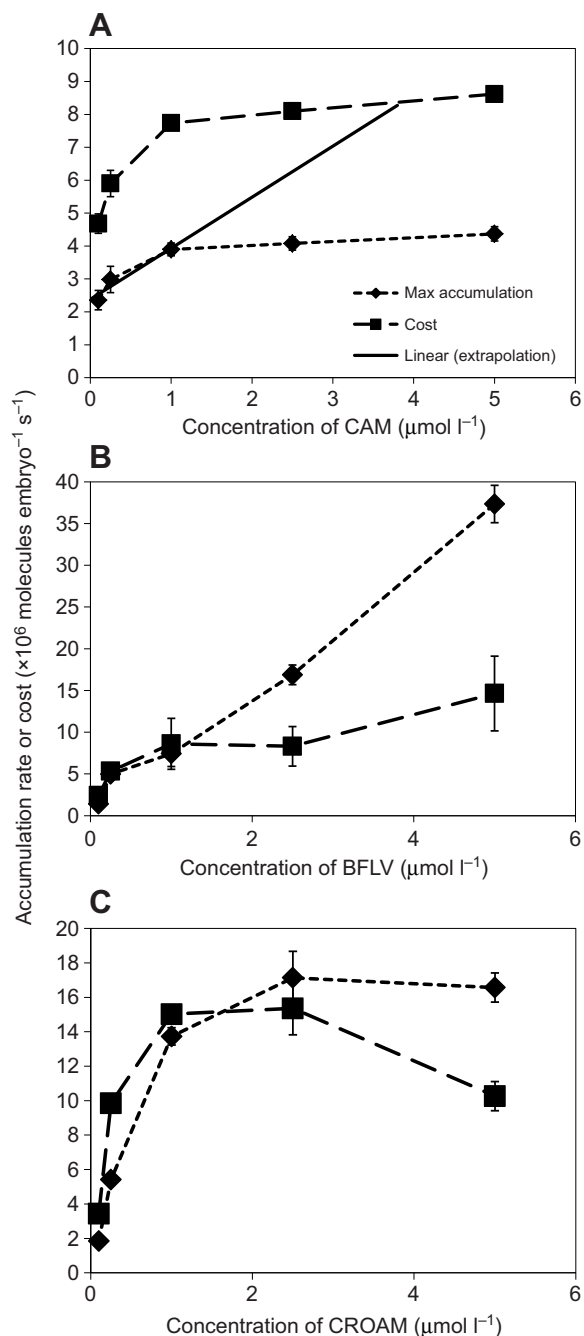 A
10
9
8
7
6
5
4
3
2
1
0
Max accumulation
Cost
Linear (extrapolation)
0 2 4 6
Concentration of CAM (μmol l⁻¹)
B
40
35
30
25
20
15
10
5
0
0 2 4 6
Concentration of BFLV (μmol l⁻¹)
Accumulation rate or cost (×10⁶ molecules embryo⁻¹ s⁻¹)
C
20
18
16
14
12
10
8
6
4
2
0
0 2 4 6
Concentration of CROAM (μmol l⁻¹)